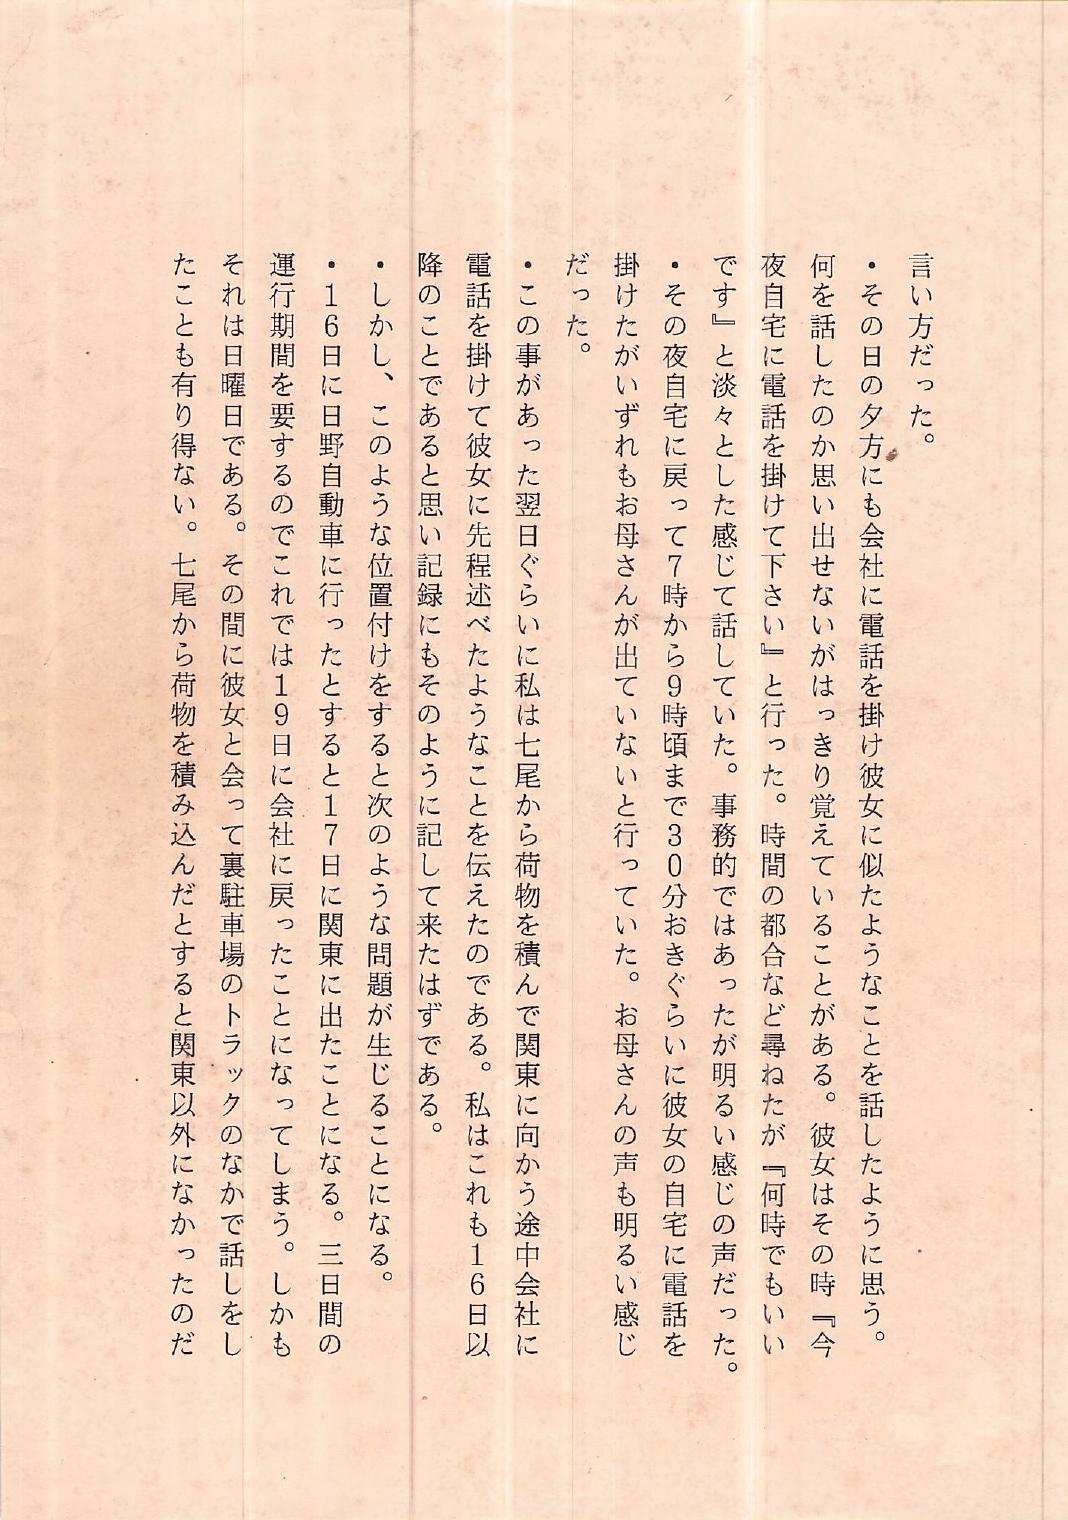 言い方だった。
・その日の夕方にも会社に電話を掛け彼女に似たようなことを話したように思う。
何を話したのか思い出せないがはっきり覚えていることがある。彼女はその時『今
夜自宅に電話を掛けて下さい』と行った。時間の都合など尋ねたが『何時でもいい
です』と淡々とした感じて話していた。事務的ではあったが明るい感じの声だった。
・その夜自宅に戻って7時から9時頃まで30分おきぐらいに彼女の自宅に電話を
掛けたがいずれもお母さんが出ていないと行っていた。お母さんの声も明るい感じ
だった。
・この事があった翌日ぐらいに私は七尾から荷物を積んで関東に向かう途中会社に
電話を掛けて彼女に先程述べたようなことを伝えたのである。私はこれも16日以
降のことであると思い記録にもそのように記して来たはずである。
・しかし、このような位置付けをすると次のような問題が生じることになる。
・16日に日野自動車に行ったとすると17日に関東に出たことになる。三日間の
運行期間を要するのでこれでは19日に会社に戻ったことになってしまう。しかも
それは日曜日である。その間に彼女と会って裏駐車場のトラックのなかで話しをし
たことも有り得ない。七尾から荷物を積み込んだとすると関東以外になかったのだ